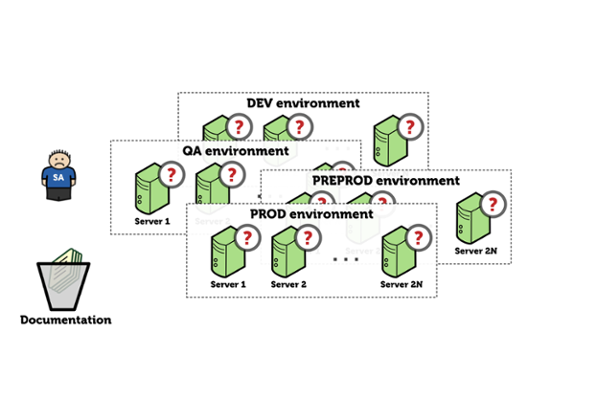 DEV environment
?
?
?
QA environment
?
?
?
Server 1
PREPROD environment
?
?
?
Server 2N
PROD environment
?
?
?
Server 1
Server 2
...
Server 2N
SA
Documentation